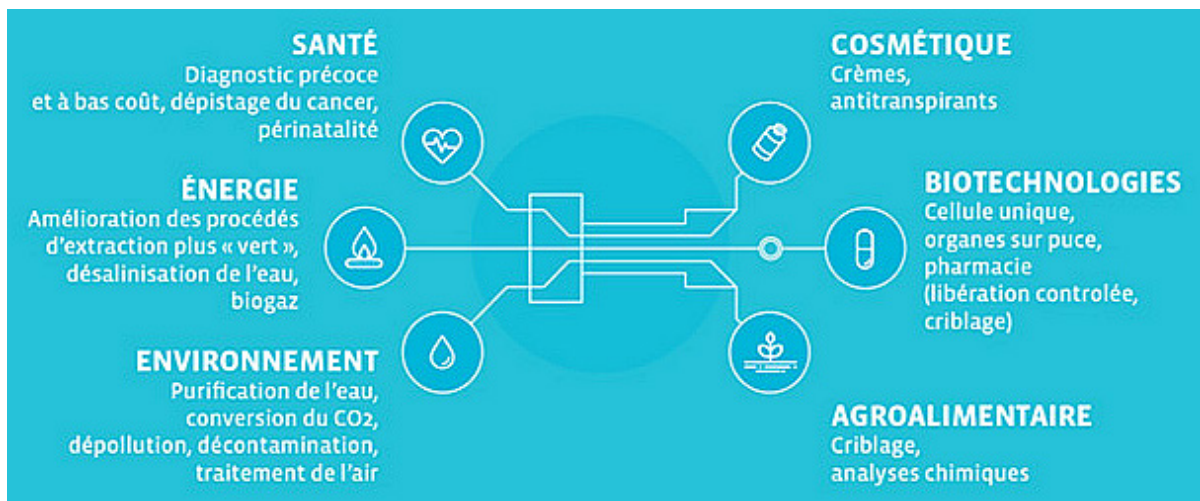 SANTÉ
Diagnostic précoce
et à bas coût, dépistage du cancer,
périnatalité
ÉNERGIE
Amélioration des procédés
d'extraction plus « vert »,
désalinisation de l'eau,
biogaz
ENVIRONNEMENT
Purification de l'eau,
conversion du CO2,
dépollution, décontamination,
traitement de l'air
COSMÉTIQUE
Crèmes,
antitranspirants
BIOTECHNOLOGIES
Cellule unique,
organes sur puce,
pharmacie
(libération controlée,
criblage)
AGROALIMENTAIRE
Criblage,
analyses chimiques